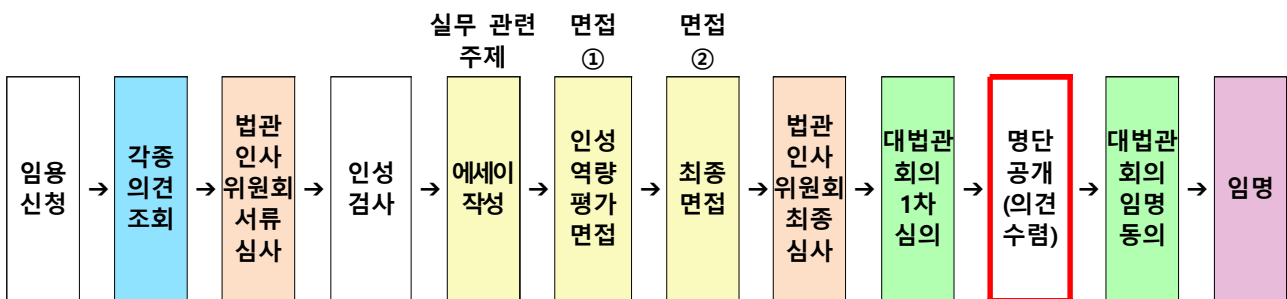 실무 관련
주제
면접
①
면접
②
임용
신청
→
각종
의견
조회
→
법관
인사
위원회
서류
심사
→
인성
검사
→
에세이
작성
→
인성
역량
평가
면접
→
최종
면접
→
법관
인사
위원회
최종
심사
→
대법관
회의
1차
심의
→
명단
공개
(의견
수렴)
→
대법관
회의
임명
동의
→
임명